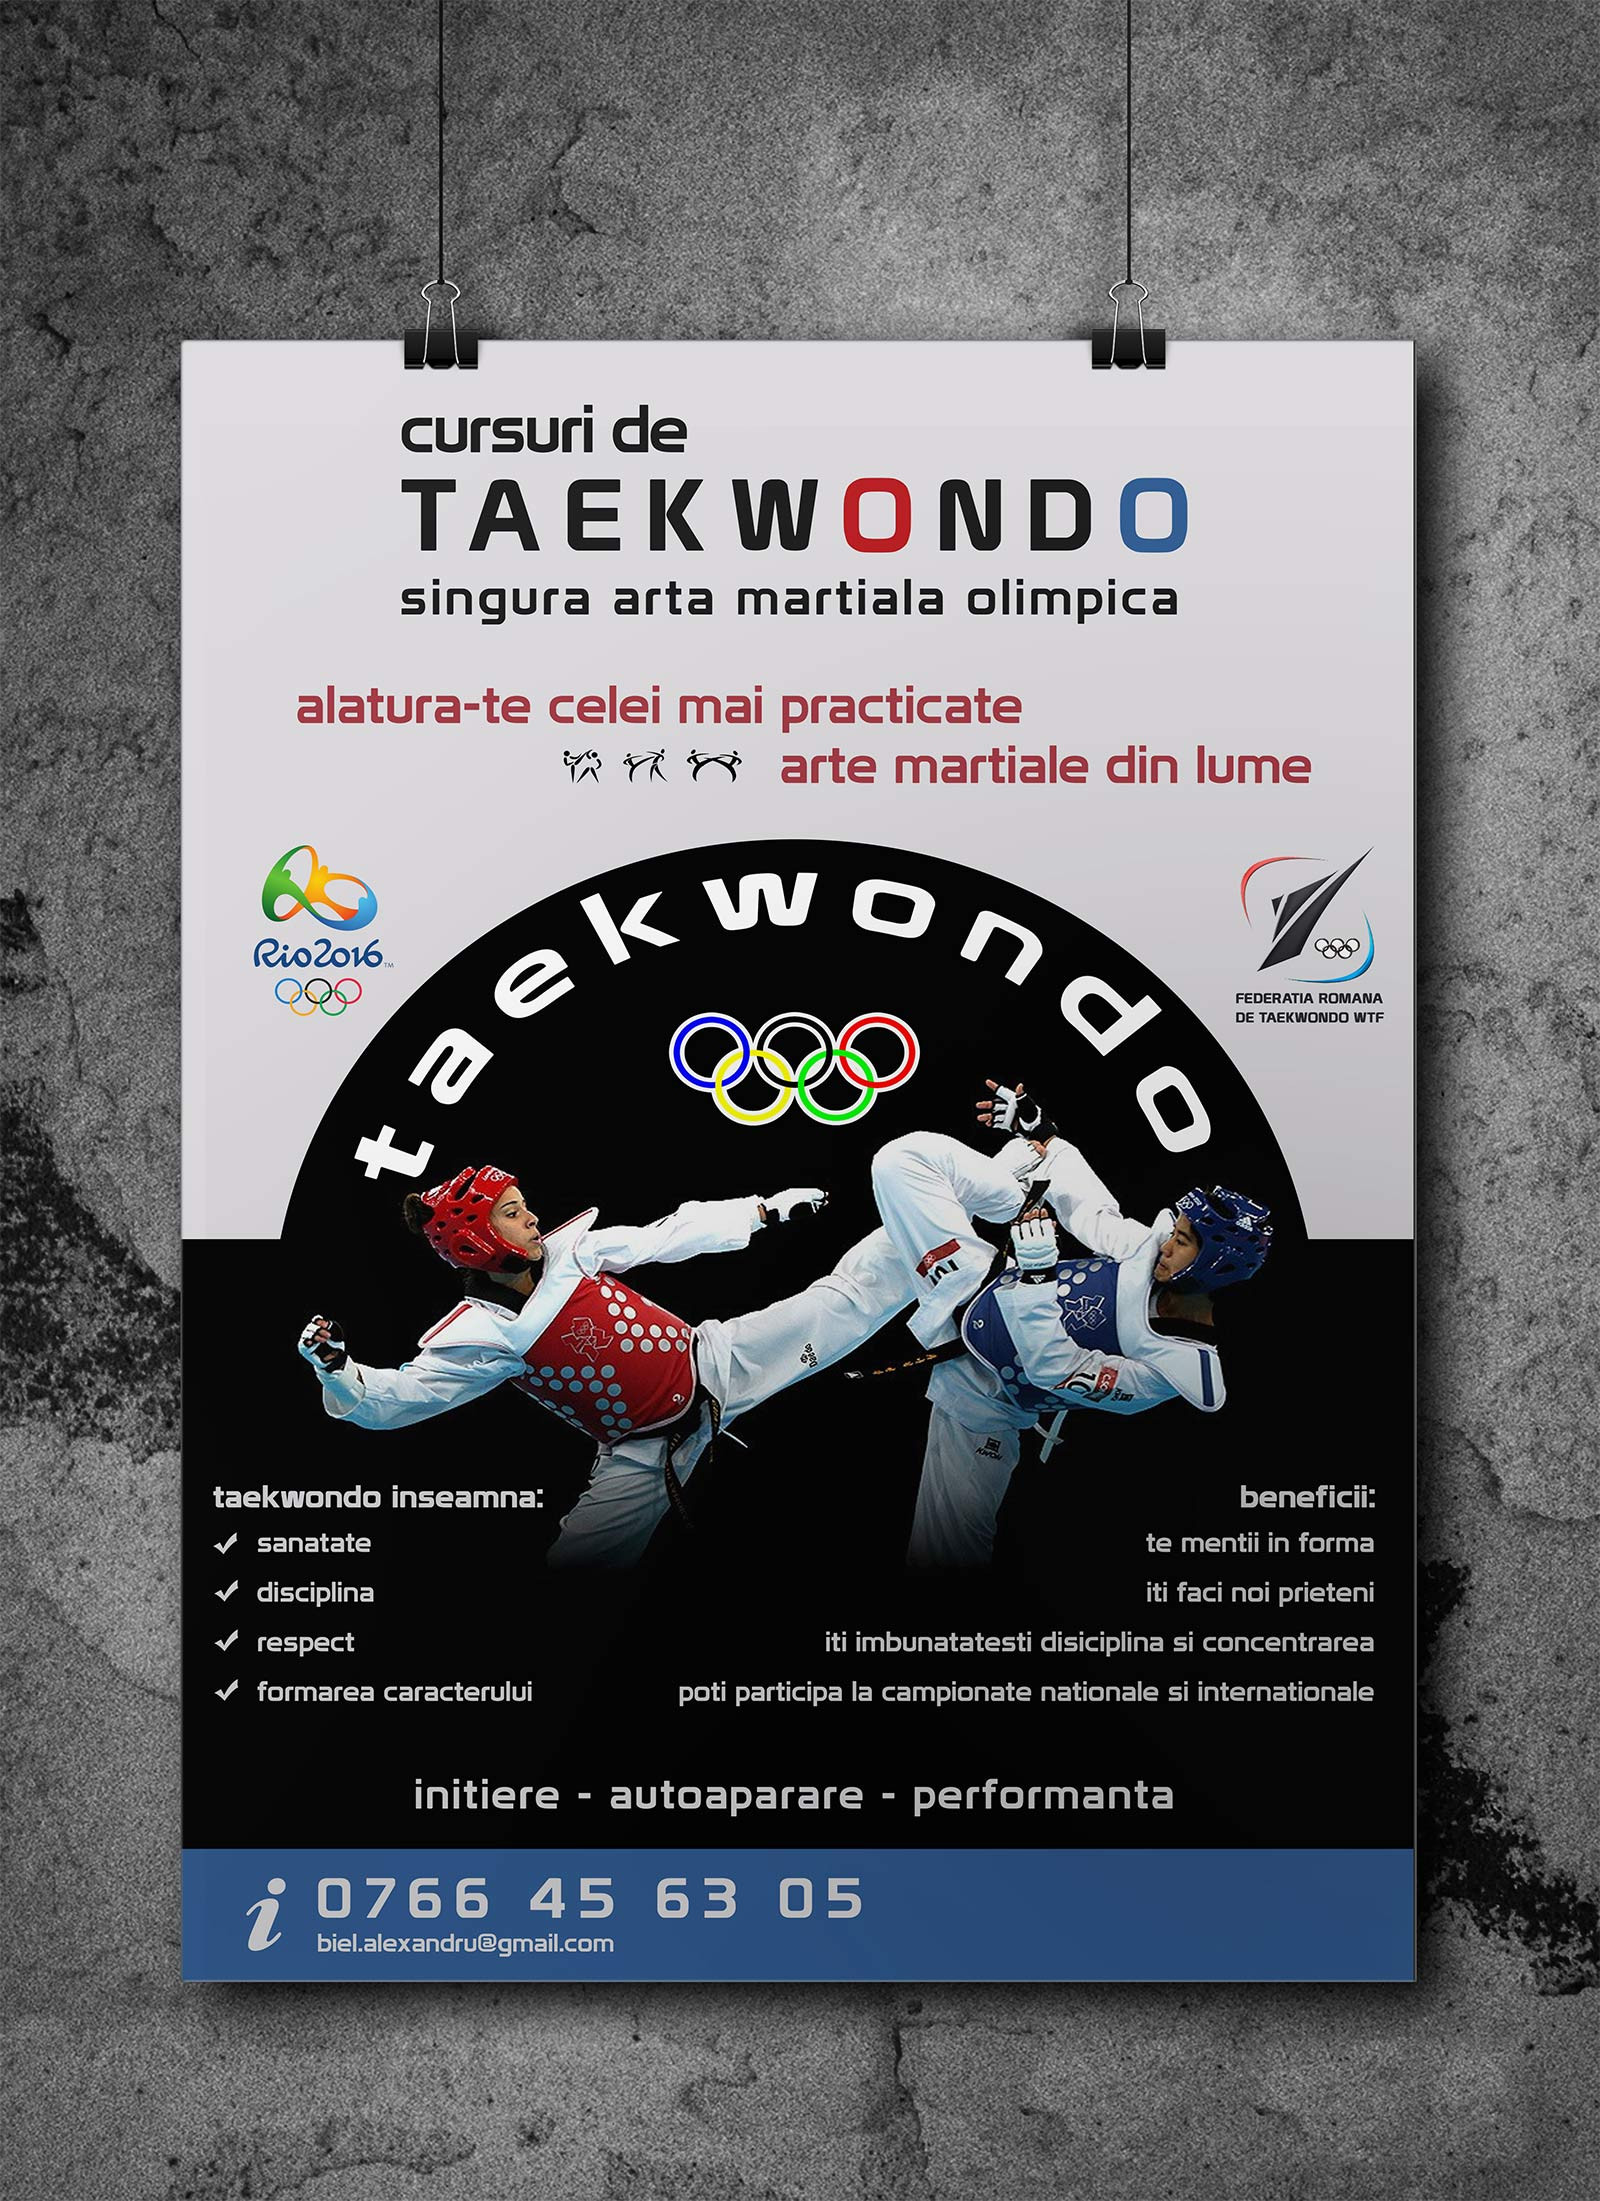 cursuri de
TAEKWONDO
singura arta martiala olimpica
alatura-te celei mai practicate
arte martiale din lume
Rio2016™
FEDERATIA ROMANA
DE TAEKWONDO WTF
taekwondo
taekwondo inseamna:
sanatate
disciplina
respect
formarea caracterului
beneficii:
te mentii in forma
iti faci noi prieteni
iti imbunatatesti disiciplina si concentrarea
poti participa la campionate nationale si internationale
initiere - autoaparare - performanta
i 0766 45 63 05
biel.alexandru@gmail.com
KWON